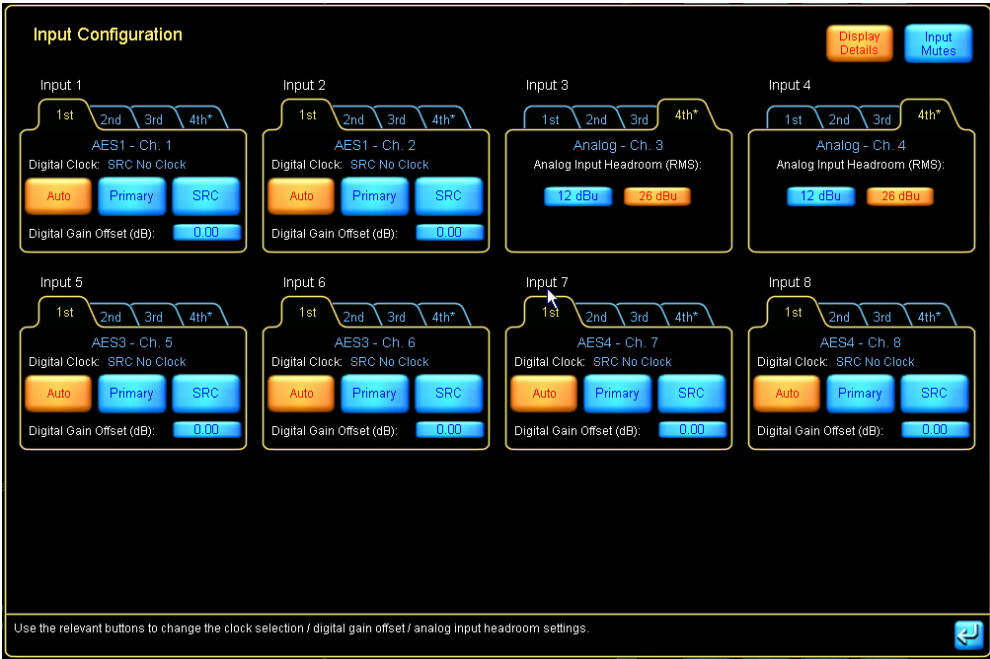 Input Configuration
Display Details
Input Mutes
Input 1
1st 2nd 3rd 4th*
AES1 - Ch. 1
Digital Clock: SRC No Clock
Auto Primary SRC
Digital Gain Offset (dB): 0.00
Input 2
1st 2nd 3rd 4th*
AES1 - Ch. 2
Digital Clock: SRC No Clock
Auto Primary SRC
Digital Gain Offset (dB): 0.00
Input 3
1st 2nd 3rd 4th*
Analog - Ch. 3
Analog Input Headroom (RMS):
12 dBu 26 dBu
Input 4
1st 2nd 3rd 4th*
Analog - Ch. 4
Analog Input Headroom (RMS):
12 dBu 26 dBu
Input 5
1st 2nd 3rd 4th*
AES3 - Ch. 5
Digital Clock: SRC No Clock
Auto Primary SRC
Digital Gain Offset (dB): 0.00
Input 6
1st 2nd 3rd 4th*
AES3 - Ch. 6
Digital Clock: SRC No Clock
Auto Primary SRC
Digital Gain Offset (dB): 0.00
Input 7
1st 2nd 3rd 4th*
AES4 - Ch. 7
Digital Clock: SRC No Clock
Auto Primary SRC
Digital Gain Offset (dB): 0.00
Input 8
1st 2nd 3rd 4th*
AES4 - Ch. 8
Digital Clock: SRC No Clock
Auto Primary SRC
Digital Gain Offset (dB): 0.00
Use the relevant buttons to change the clock selection / digital gain offset / analog input headroom settings.